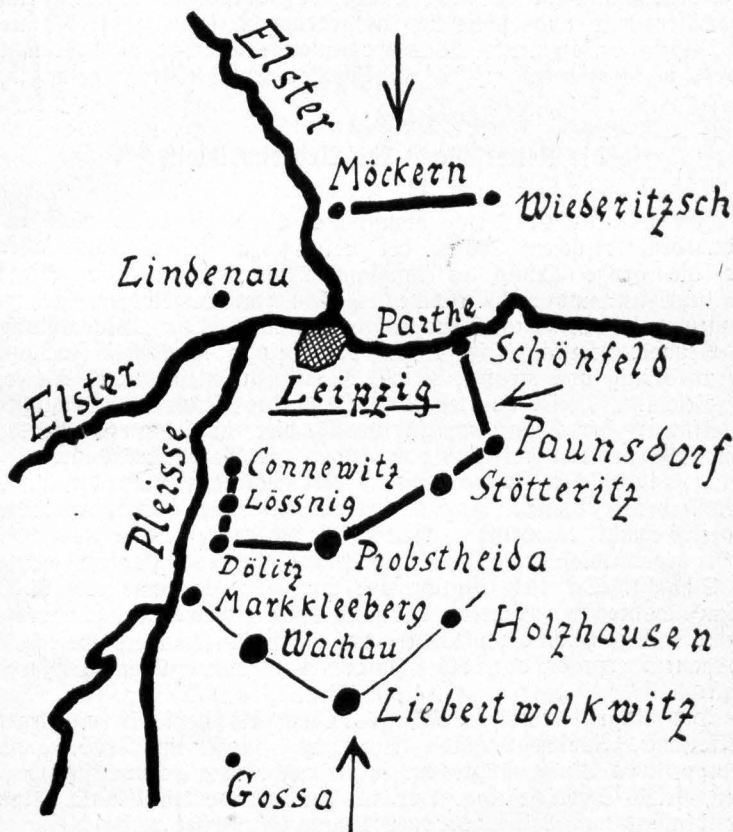 Elster
Möckern
Wiederitzsch
Lindenau
Parthe
Schönfeld
Elster
Leipzig
Paunsdorf
Pleisse
Connewitz
Stötteritz
Lössnig
Dölitz
Probstheida
Markkleeberg
Wachau
Holzhausen
Liebertwolkwitz
Gossa